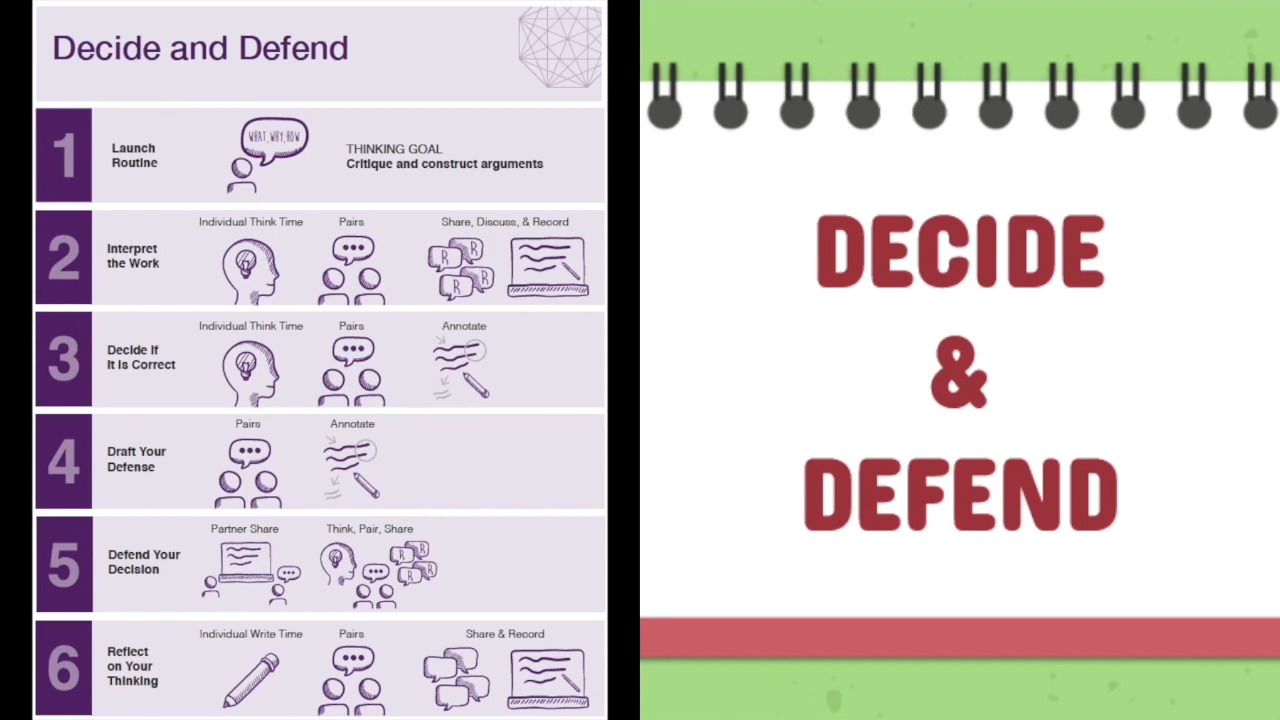 Decide and Defend
1
Launch
Routine
WHAT, WHY, HOW
THINKING GOAL
Critique and construct arguments
2
Interpret
the Work
Individual Think Time
Pairs
Share, Discuss, & Record
R
R
R
3
Decide If
It Is Correct
Individual Think Time
Pairs
Annotate
4
Draft Your
Defense
Pairs
Annotate
5
Defend Your
Decision
Partner Share
Think, Pair, Share
R
R
R
R
6
Reflect
on Your
Thinking
Individual Write Time
Pairs
Share & Record
DECIDE
&
DEFEND